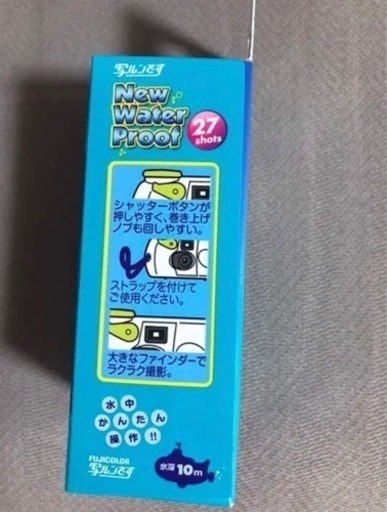 写ルンです
New
Water
Proof
27
shots
シャッターボタンが
押しやすく、巻き上げ
ノブも回しやすい。
ストラップを付けて
ご使用ください。
大きなファインダーで
ラクラク撮影。
水中
かんたん
操作!!
FUJICOLOR
写ルンです
水深10m